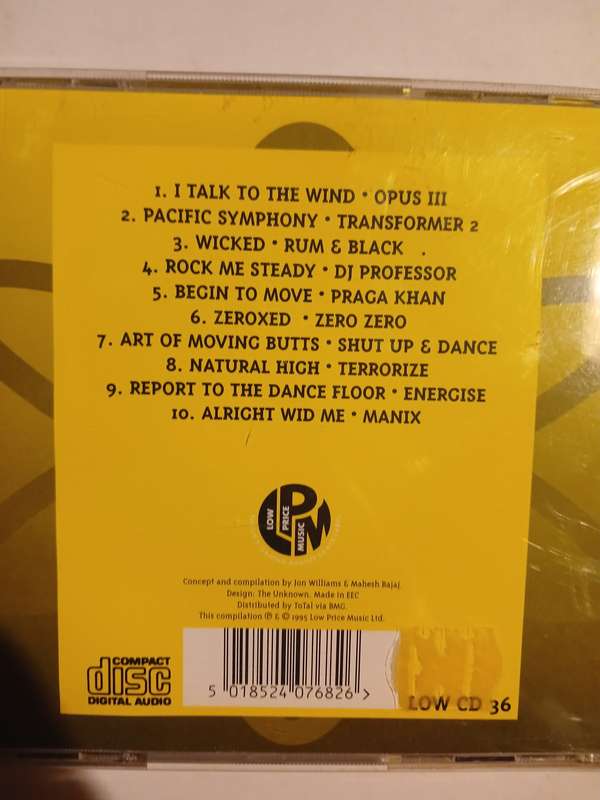 1. I TALK TO THE WIND • OPUS III
2. PACIFIC SYMPHONY • TRANSFORMER 2
3. WICKED • RUM & BLACK .
4. ROCK ME STEADY • DJ PROFESSOR
5. BEGIN TO MOVE • PRAGA KHAN
6. ZEROXED • ZERO ZERO
7. ART OF MOVING BUTTS • SHUT UP & DANCE
8. NATURAL HIGH • TERRORIZE
9. REPORT TO THE DANCE FLOOR • ENERGISE
10. ALRIGHT WID ME • MANIX
LPM
LOW
PRICE
MUSIC
Concept and compilation by Jon Williams & Mahesh Bajaj.
Design: The Unknown. Made in EEC
Distributed by ToTal via BMG.
This compilation ℗ & © 1995 Low Price Music Ltd.
COMPACT
disc
DIGITAL AUDIO
5 018524 076826 >
LOW CD 36